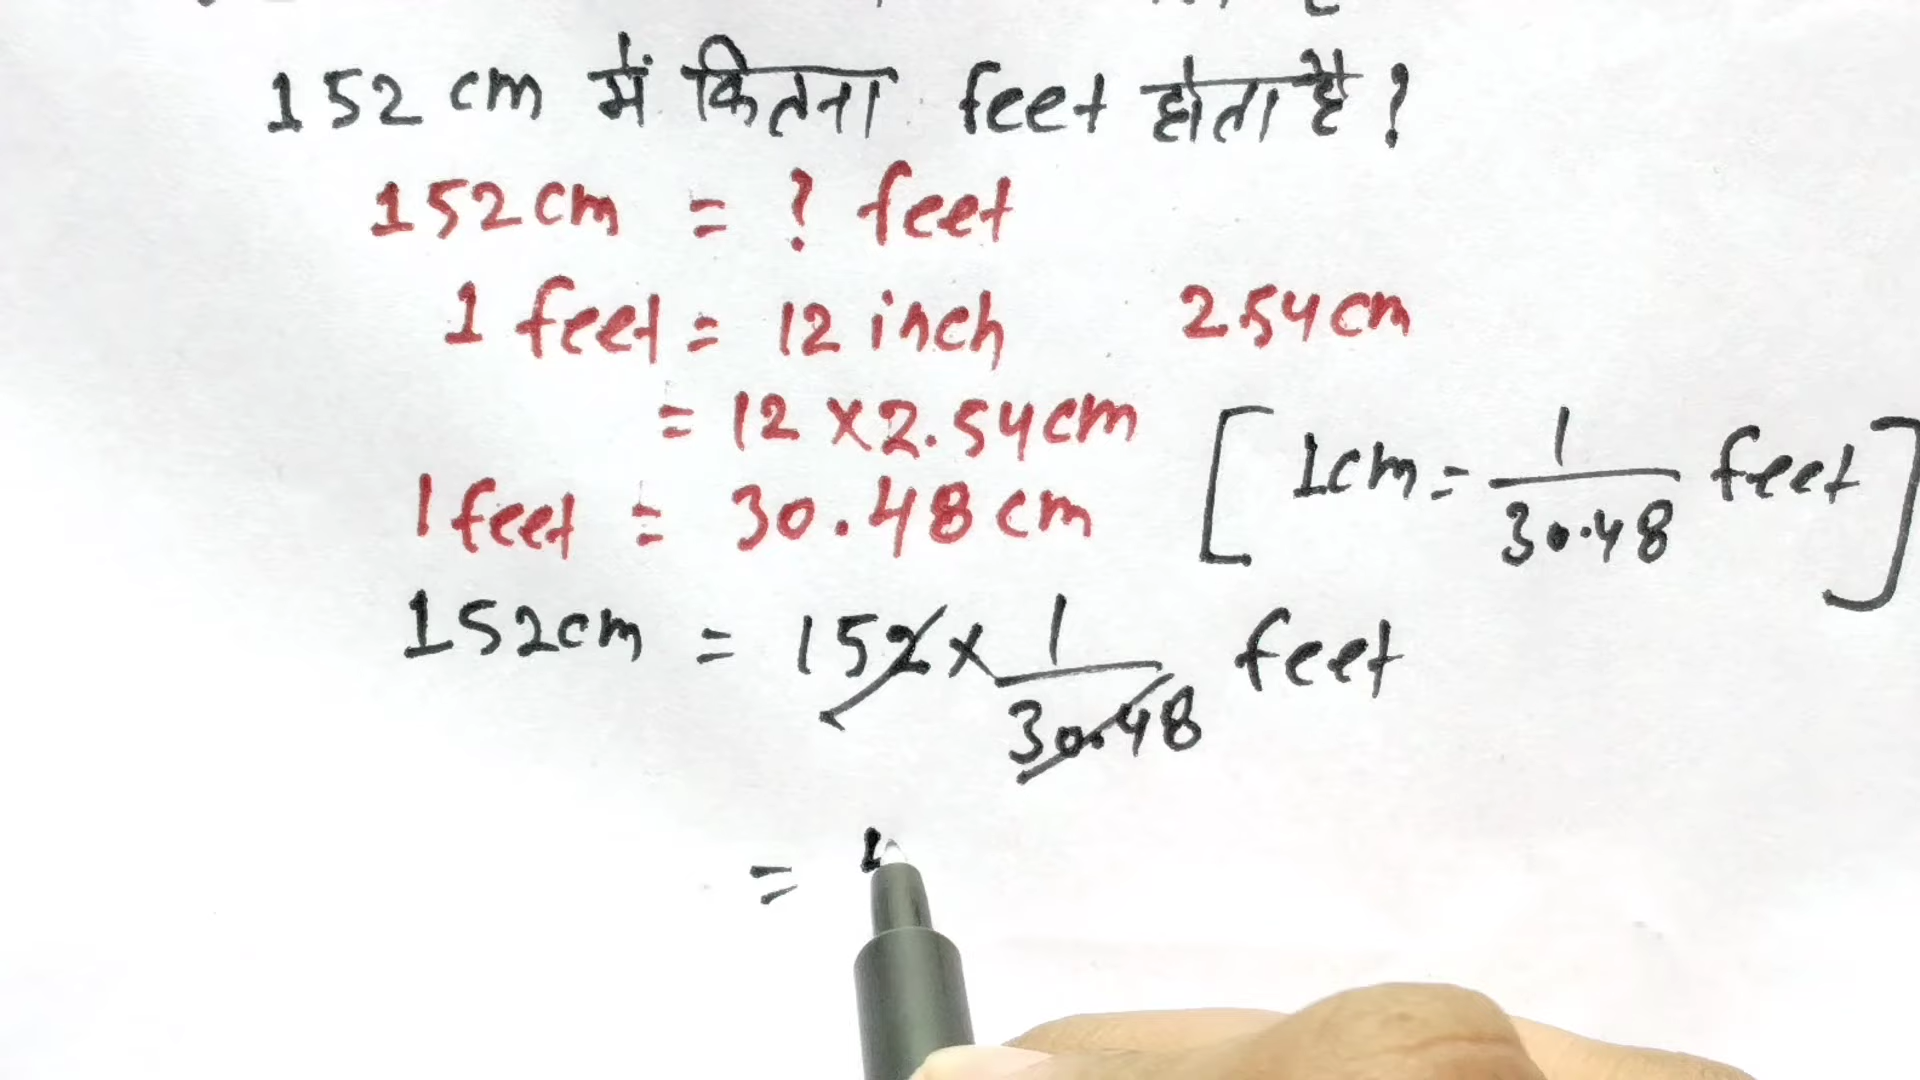 152 cm में कितना feet होता है ?
152cm = ? feet
1 feet = 12 inch 2.54cm
= 12 × 2.54cm
1 feet = 30.48 cm [ 1cm = 1/30.48 feet ]
152cm = 152 × 1/30.48 feet
=